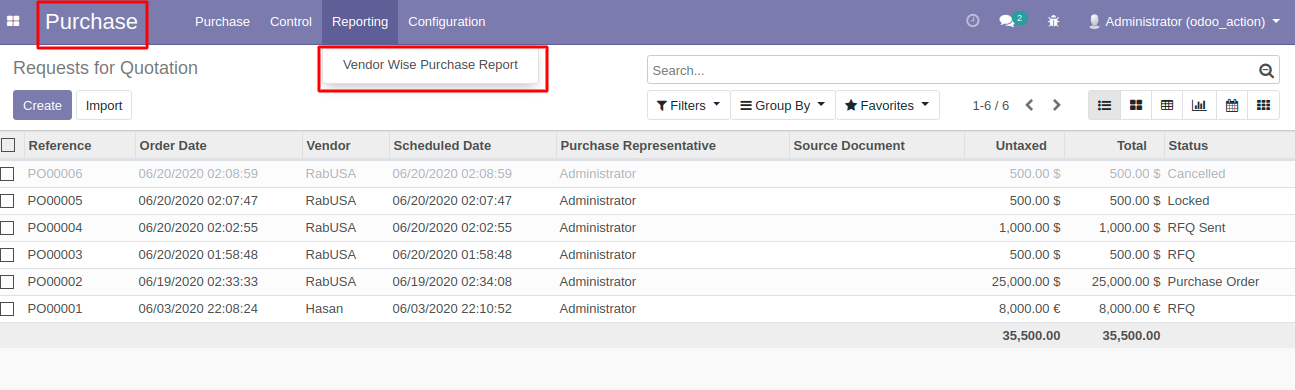 Purchase Purchase Control Reporting Configuration 2 Administrator (odoo_action)
Requests for Quotation Vendor Wise Purchase Report Search...
Create Import Filters Group By Favorites 1-6 / 6
Reference Order Date Vendor Scheduled Date Purchase Representative Source Document Untaxed Total Status
PO00006 06/20/2020 02:08:59 RabUSA 06/20/2020 02:08:59 Administrator 500.00 $ 500.00 $ Cancelled
PO00005 06/20/2020 02:07:47 RabUSA 06/20/2020 02:07:47 Administrator 500.00 $ 500.00 $ Locked
PO00004 06/20/2020 02:02:55 RabUSA 06/20/2020 02:02:55 Administrator 1,000.00 $ 1,000.00 $ RFQ Sent
PO00003 06/20/2020 01:58:48 RabUSA 06/20/2020 01:58:48 Administrator 500.00 $ 500.00 $ RFQ
PO00002 06/19/2020 02:33:33 RabUSA 06/19/2020 02:34:08 Administrator 25,000.00 $ 25,000.00 $ Purchase Order
PO00001 06/03/2020 22:08:24 Hasan 06/03/2020 22:10:52 Administrator 8,000.00 € 8,000.00 € RFQ
35,500.00 35,500.00